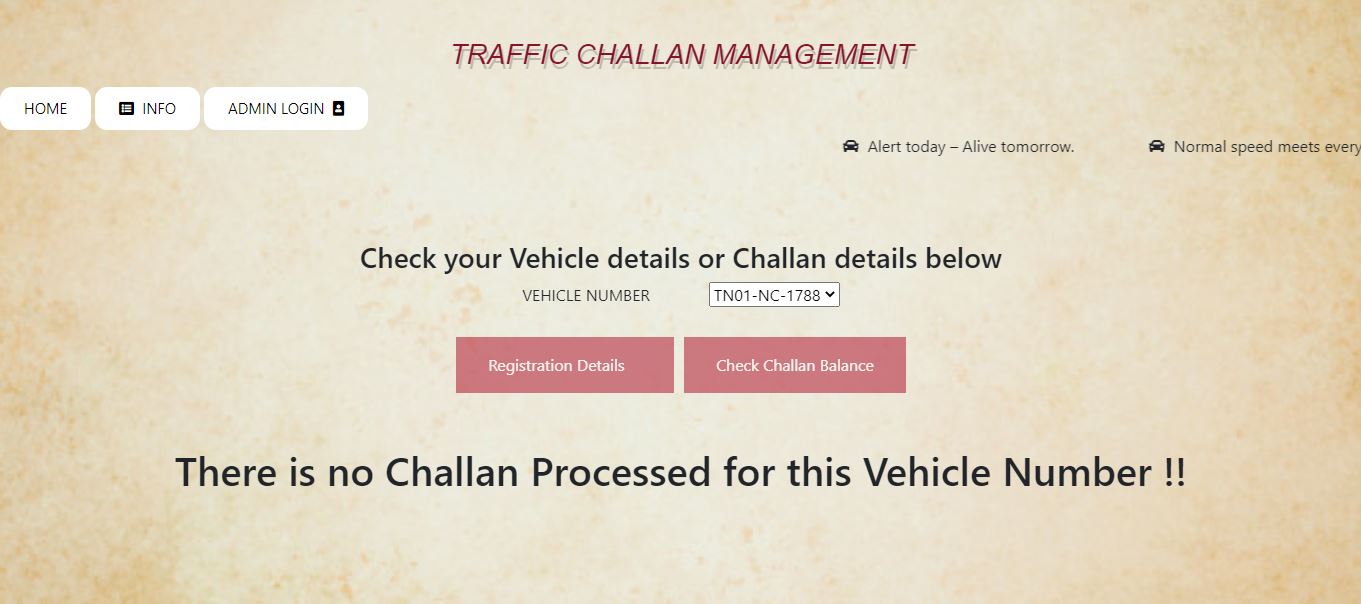 TRAFFIC CHALLAN MANAGEMENT
HOME INFO ADMIN LOGIN
Alert today – Alive tomorrow. Normal speed meets every
Check your Vehicle details or Challan details below
VEHICLE NUMBER TN01-NC-1788
Registration Details Check Challan Balance
There is no Challan Processed for this Vehicle Number !!